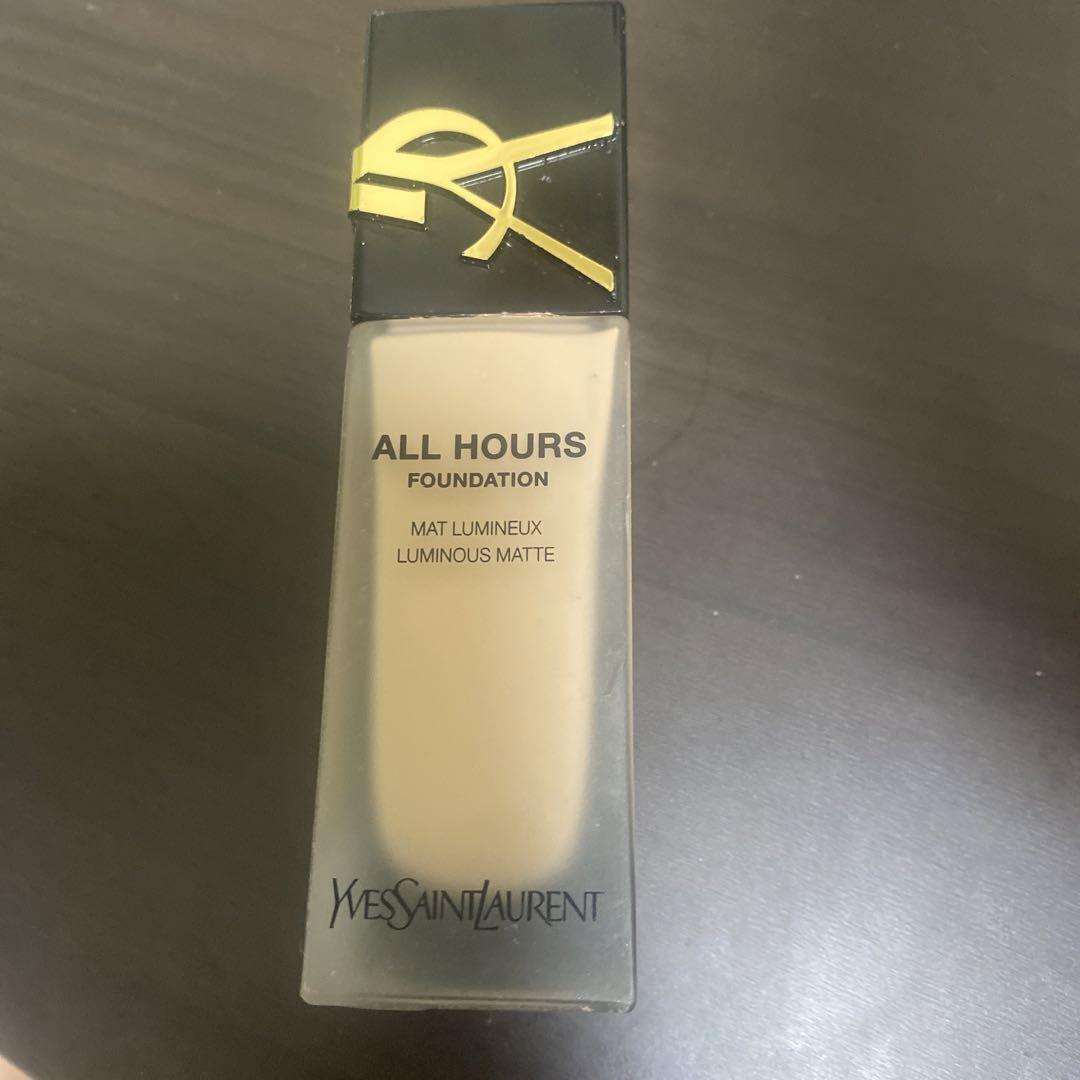 ALL HOURS
FOUNDATION
MAT LUMINEUX
LUMINOUS MATTE
YVESSAINTLAURENT